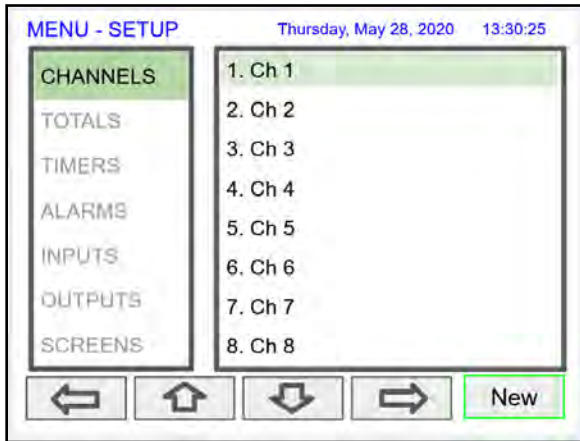 MENU - SETUP Thursday, May 28, 2020 13:30:25
CHANNELS
TOTALS
TIMERS
ALARMS
INPUTS
OUTPUTS
SCREENS
1. Ch 1
2. Ch 2
3. Ch 3
4. Ch 4
5. Ch 5
6. Ch 6
7. Ch 7
8. Ch 8
New